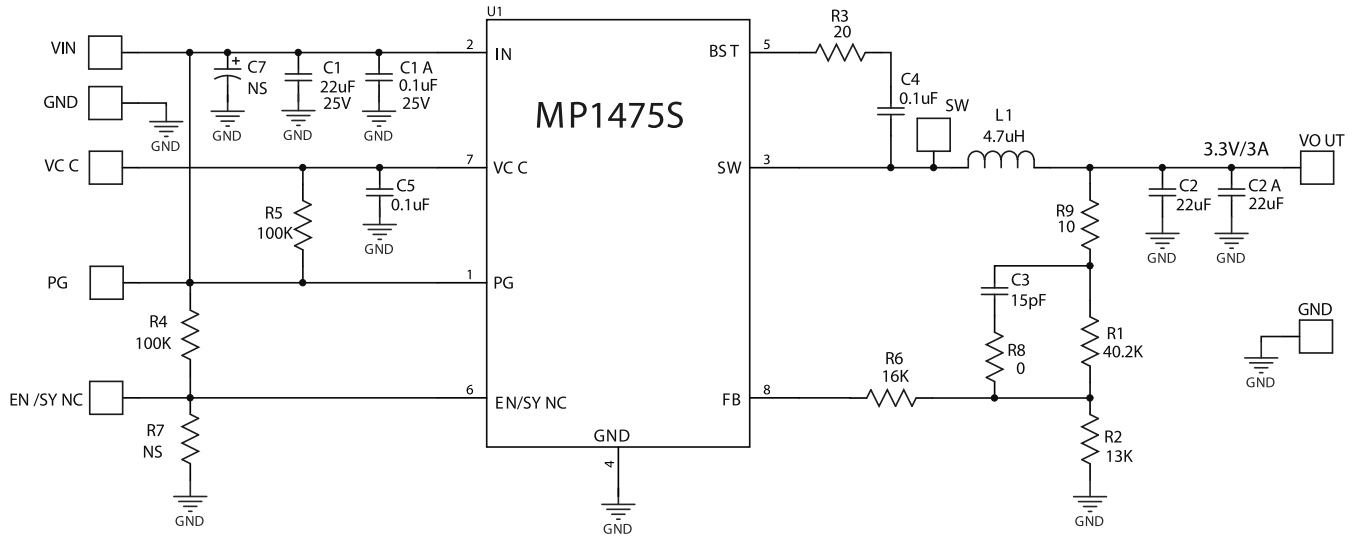 U1
MP1475S
VIN
GND
VC C
PG
EN /SY NC
2
IN
7
VC C
1
PG
6
EN/SY NC
GND
4
GND
5
BST
3
SW
8
FB
C7
NS
GND
C1
22uF
25V
GND
C1 A
0.1uF
25V
GND
GND
C5
0.1uF
GND
R5
100K
R4
100K
R7
NS
GND
R3
20
C4
0.1uF
SW
L1
4.7uH
3.3V/3A
VO UT
C2
22uF
GND
C2 A
22uF
GND
R9
10
C3
15pF
R8
0
R1
40.2K
R6
16K
R2
13K
GND
GND
GND